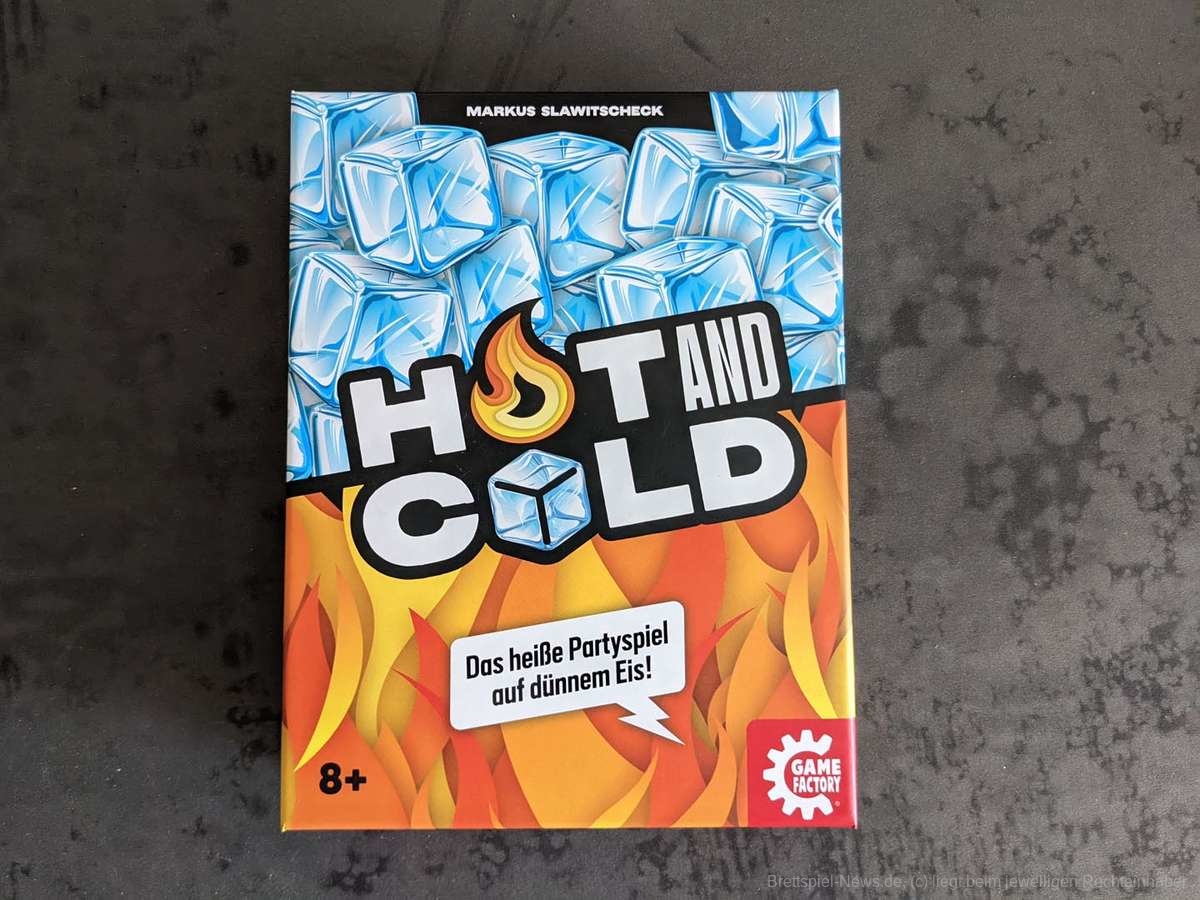 MARKUS SLAWITSCHECK
HOT AND
COLD
Das heiße Partyspiel
auf dünnem Eis!
8+
GAME
FACTORY
Brettspiel-News.de, (c) liegt beim jeweiligen Rechteinhaber